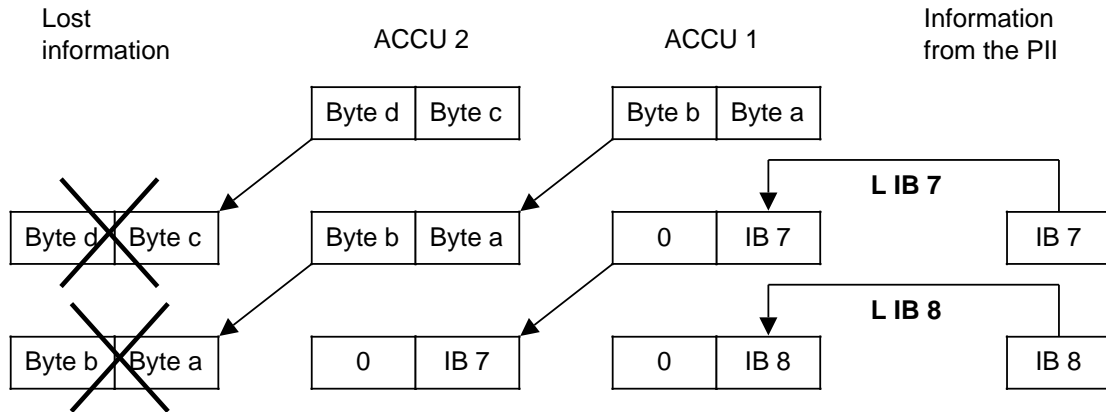 Lost
information
ACCU 2
ACCU 1
Information
from the PII
Byte d Byte c
Byte b Byte a
L IB 7
Byte d Byte c
Byte b Byte a
0 IB 7
IB 7
L IB 8
Byte b Byte a
0 IB 7
0 IB 8
IB 8